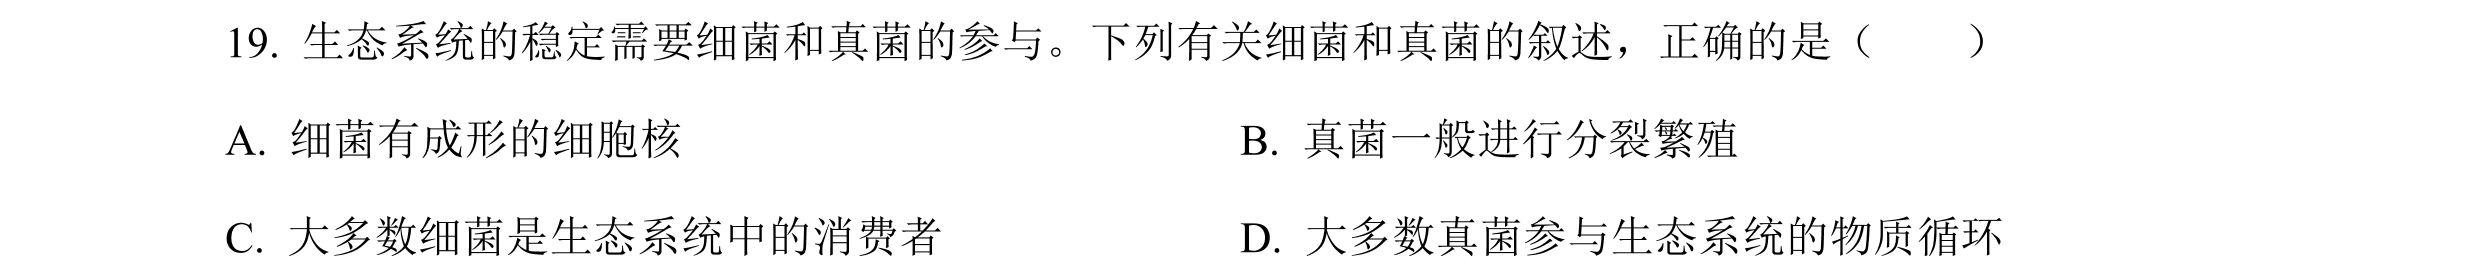 19. 生态系统的稳定需要细菌和真菌的参与。下列有关细菌和真菌的叙述，正确的是（　　）
A. 细菌有成形的细胞核　　B. 真菌一般进行分裂繁殖
C. 大多数细菌是生态系统中的消费者　　D. 大多数真菌参与生态系统的物质循环